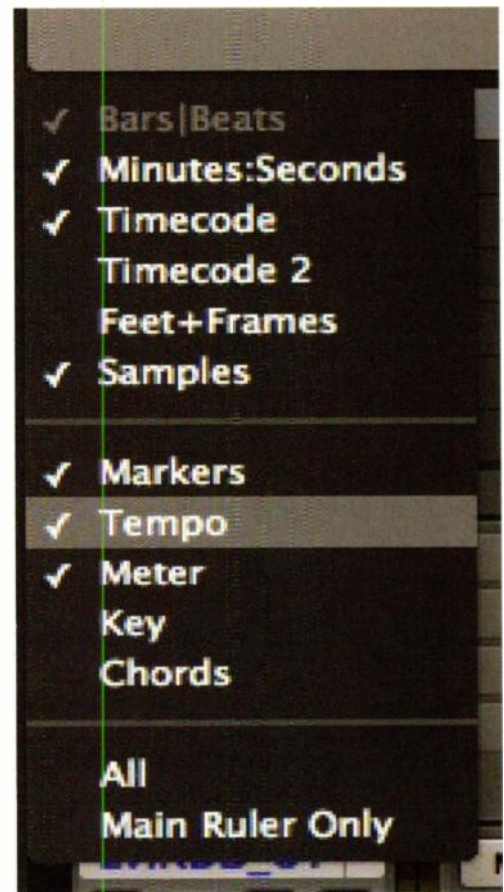 ✓ Bars|Beats
✓ Minutes:Seconds
✓ Timecode
Timecode 2
Feet+Frames
✓ Samples
✓ Markers
✓ Tempo
✓ Meter
Key
Chords
All
Main Ruler Only